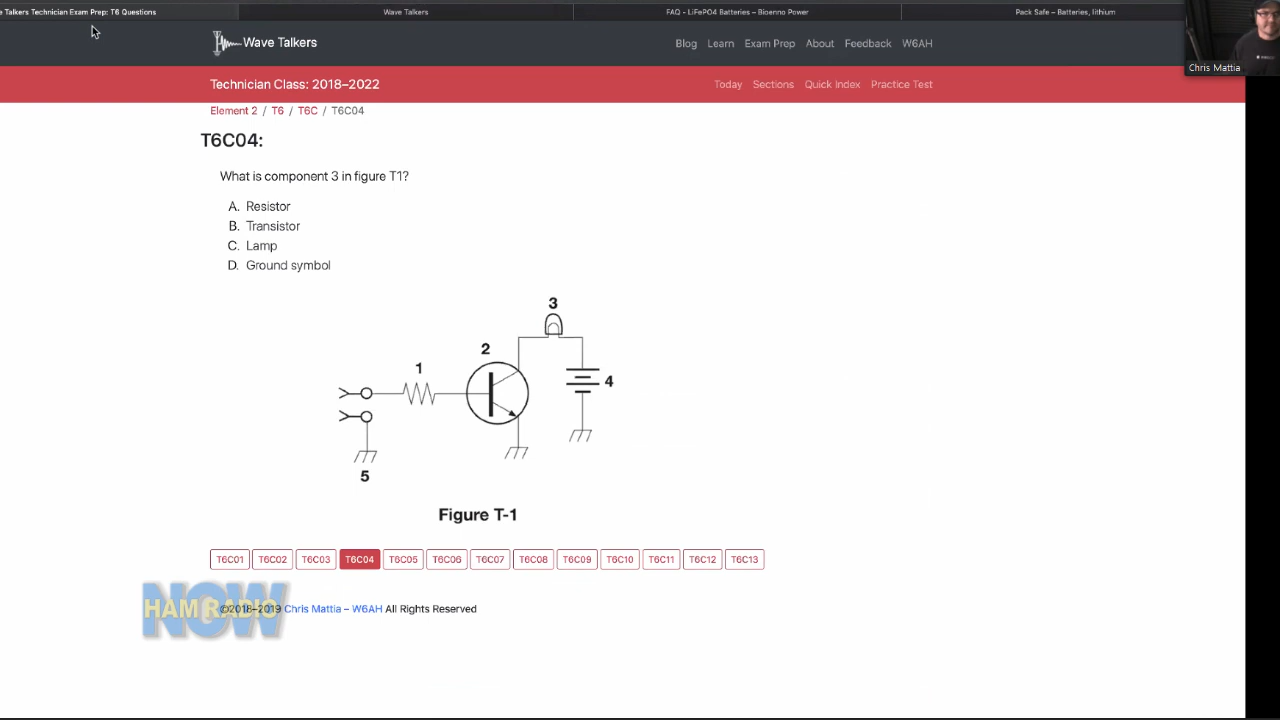 e Talkers Technician Exam Prep: T6 Questions
Wave Talkers
FAQ - LiFePO4 Batteries – Bioenno Power
Pack Safe – Batteries, lithium
Wave Talkers
Blog Learn Exam Prep About Feedback W6AH
Chris Mattia
Technician Class: 2018–2022
Today Sections Quick Index Practice Test
Element 2 / T6 / T6C / T6C04
T6C04:
What is component 3 in figure T1?
A. Resistor
B. Transistor
C. Lamp
D. Ground symbol
3
2
1
4
5
Figure T-1
T6C01 T6C02 T6C03 T6C04 T6C05 T6C06 T6C07 T6C08 T6C09 T6C10 T6C11 T6C12 T6C13
HAM RADIO
NOW
©2018–2019 Chris Mattia – W6AH All Rights Reserved